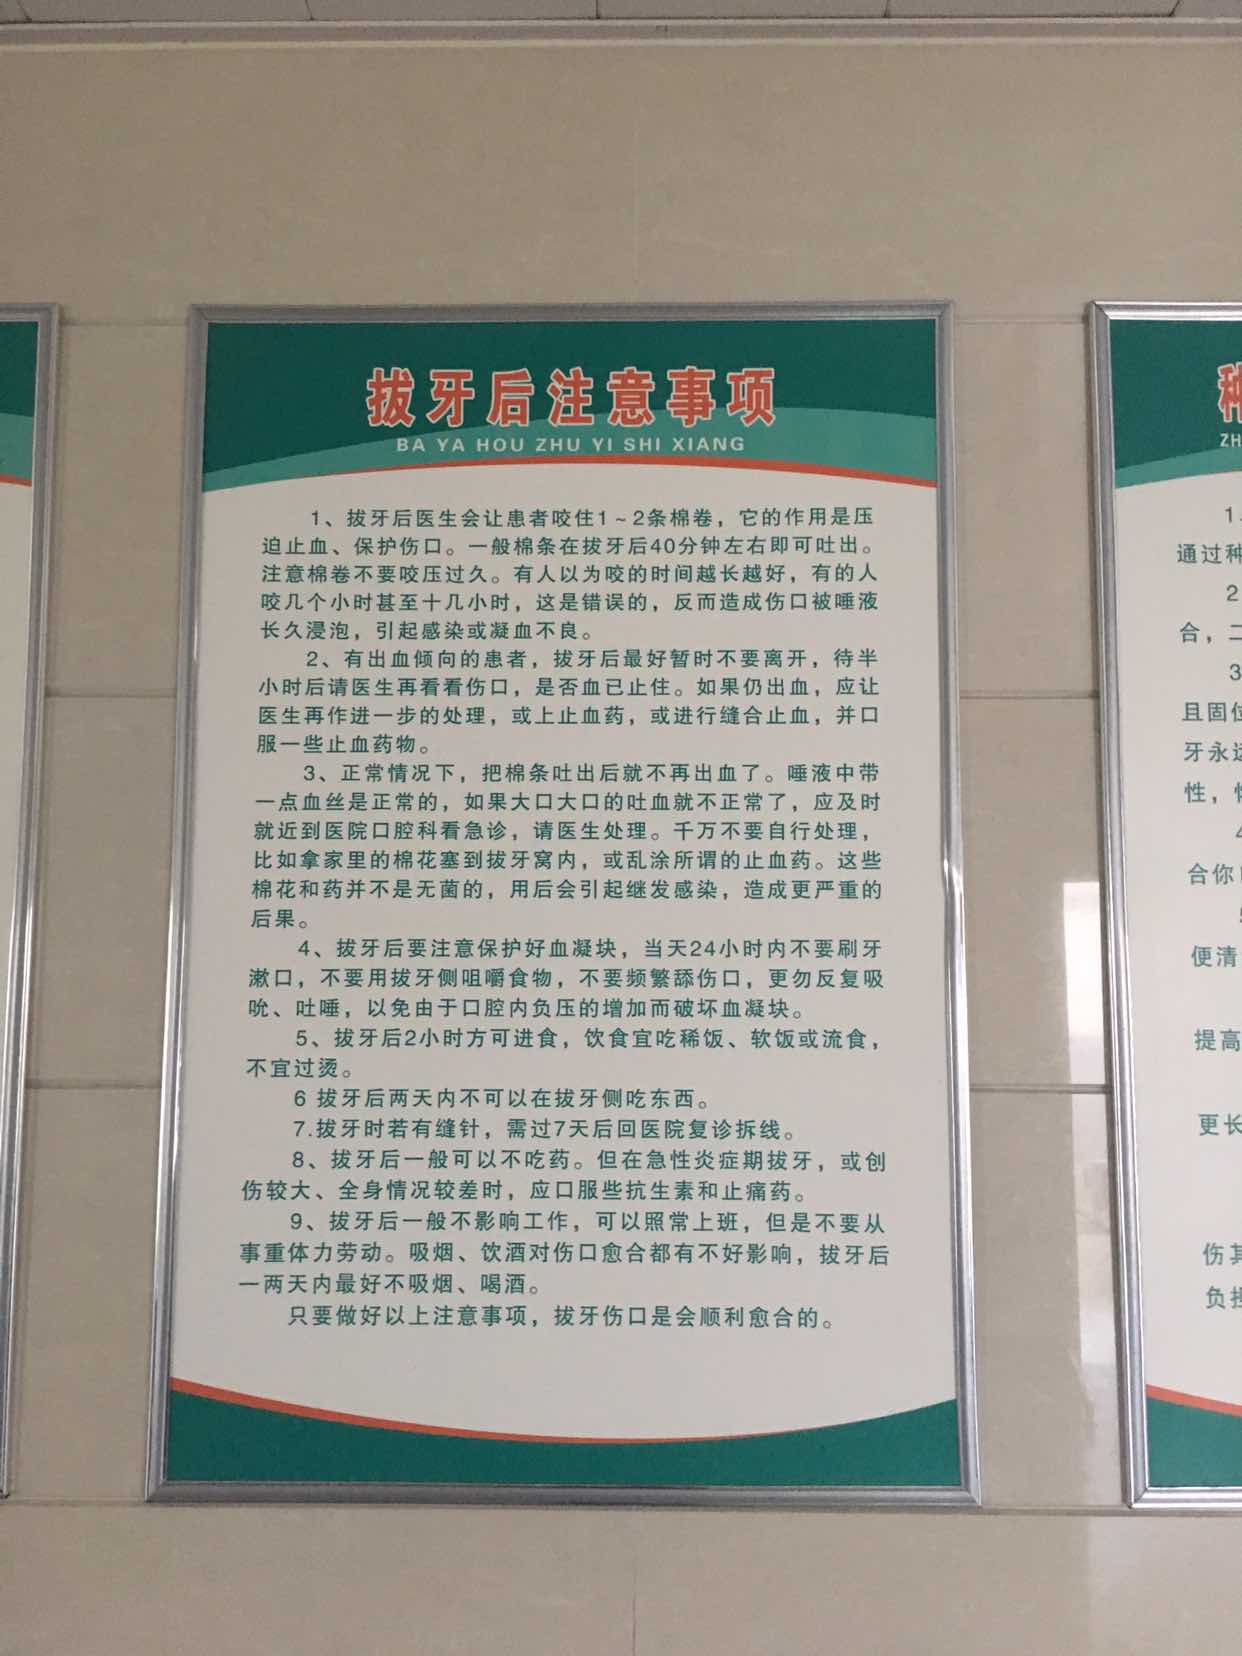 拔牙后注意事项
BA YA HOU ZHU YI SHI XIANG
1、拔牙后医生会让患者咬住1～2条棉卷，它的作用是压
迫止血、保护伤口。一般棉条在拔牙后40分钟左右即可吐出。
注意棉卷不要咬压过久。有人以为咬的时间越长越好，有的人
咬几个小时甚至十几小时，这是错误的，反而造成伤口被唾液
长久浸泡，引起感染或凝血不良。
2、有出血倾向的患者，拔牙后最好暂时不要离开，待半
小时后请医生再看看伤口，是否血已止住。如果仍出血，应让
医生再作进一步的处理，或上止血药，或进行缝合止血，并口
服一些止血药物。
3、正常情况下，把棉条吐出后就不再出血了。唾液中带
一点血丝是正常的，如果大口大口的吐血就不正常了，应及时
就近到医院口腔科看急诊，请医生处理。千万不要自行处理，
比如拿家里的棉花塞到拔牙窝内，或乱涂所谓的止血药。这些
棉花和药并不是无菌的，用后会引起继发感染，造成更严重的
后果。
4、拔牙后要注意保护好血凝块，当天24小时内不要刷牙
漱口，不要用拔牙侧咀嚼食物，不要频繁舔伤口，更勿反复吸
吮、吐唾，以免由于口腔内负压的增加而破坏血凝块。
5、拔牙后2小时方可进食，饮食宜吃稀饭、软饭或流食，
不宜过烫。
6 拔牙后两天内不可以在拔牙侧吃东西。
7.拔牙时若有缝针，需过7天后回医院复诊拆线。
8、拔牙后一般可以不吃药。但在急性炎症期拔牙，或创
伤较大、全身情况较差时，应口服些抗生素和止痛药。
9、拔牙后一般不影响工作，可以照常上班，但是不要从
事重体力劳动。吸烟、饮酒对伤口愈合都有不好影响，拔牙后
一两天内最好不吸烟、喝酒。
只要做好以上注意事项，拔牙伤口是会顺利愈合的。
ZH
1
通过种
2
合，二
3
且固位
牙永远
性，
合你
便清
提高
更长
伤其
负担